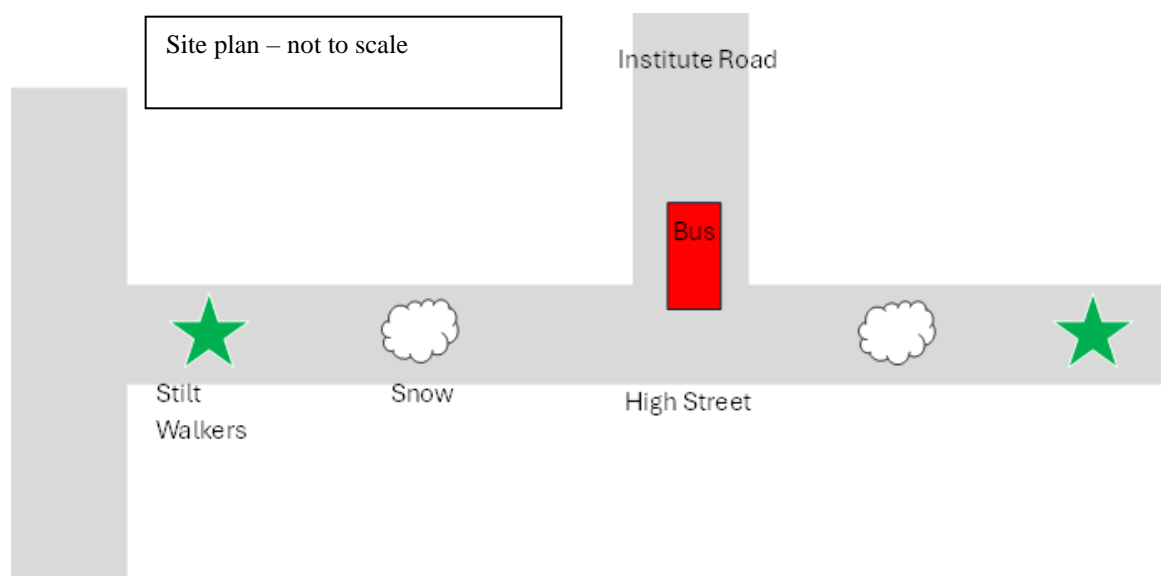 Site plan – not to scale
Institute Road
Bus
Stilt
Walkers
Snow
High Street